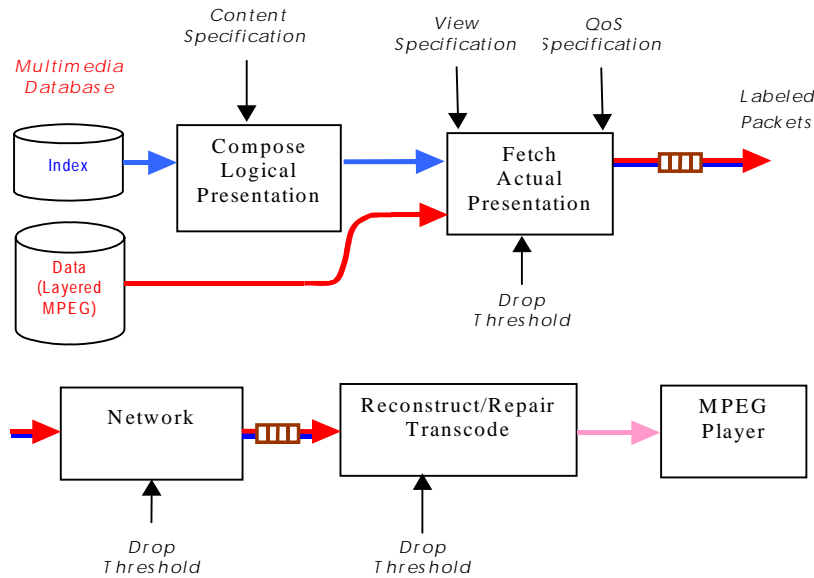 Content
Specification
View
Specification
QoS
Specification
Multimedia
Database
Labeled
Packets
Index
Compose
Logical
Presentation
Fetch
Actual
Presentation
Data
(Layered
MPEG)
Drop
Threshold
Network
Reconstruct/Repair
Transcode
MPEG
Player
Drop
Threshold
Drop
Threshold